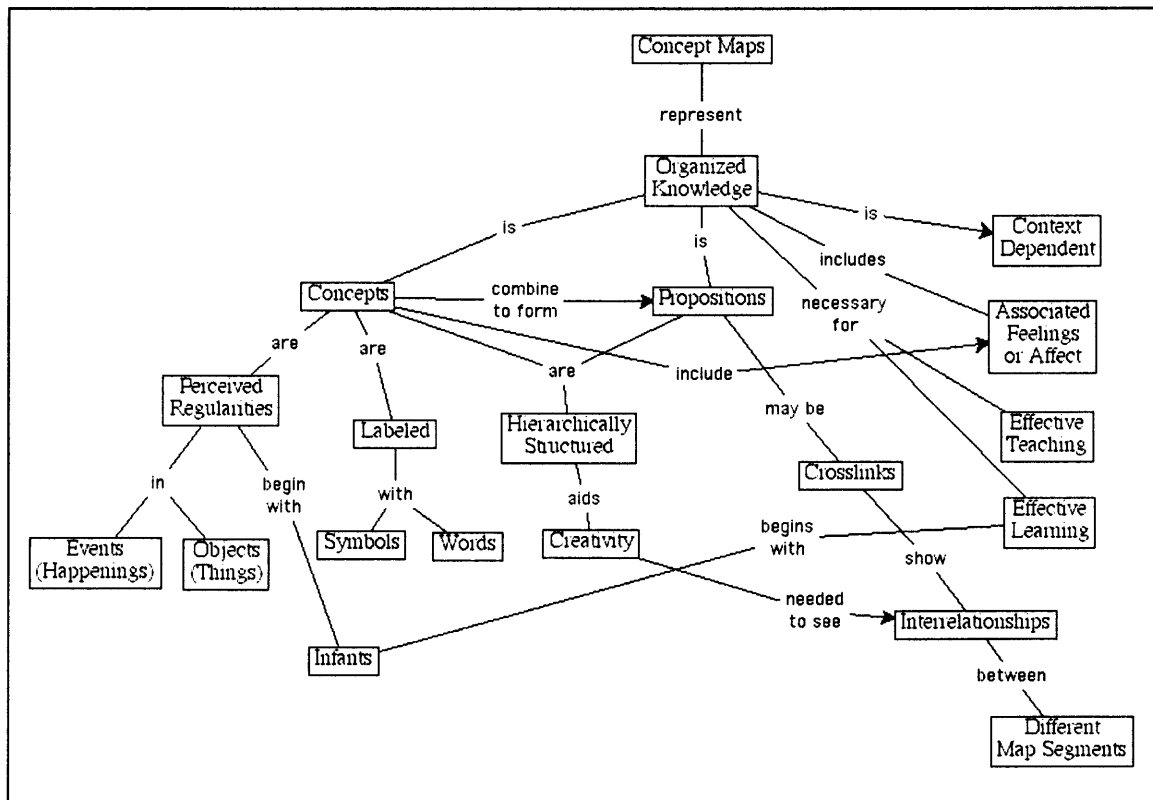 Concept Maps
represent
Organized
Knowledge
is
is
is
Context
Dependent
includes
Concepts
combine
to form
Propositions
necessary
for
Associated
Feelings
or Affect
are
are
are
include
Perceived
Regularities
may be
Labeled
Hierarchically
Structured
Effective
Teaching
Crosslinks
in
begin
with
with
aids
Effective
Learning
begins
with
Events
(Happenings)
Objects
(Things)
Symbols
Words
Creativity
show
needed
to see
Interrelationships
Infants
between
Different
Map Segments